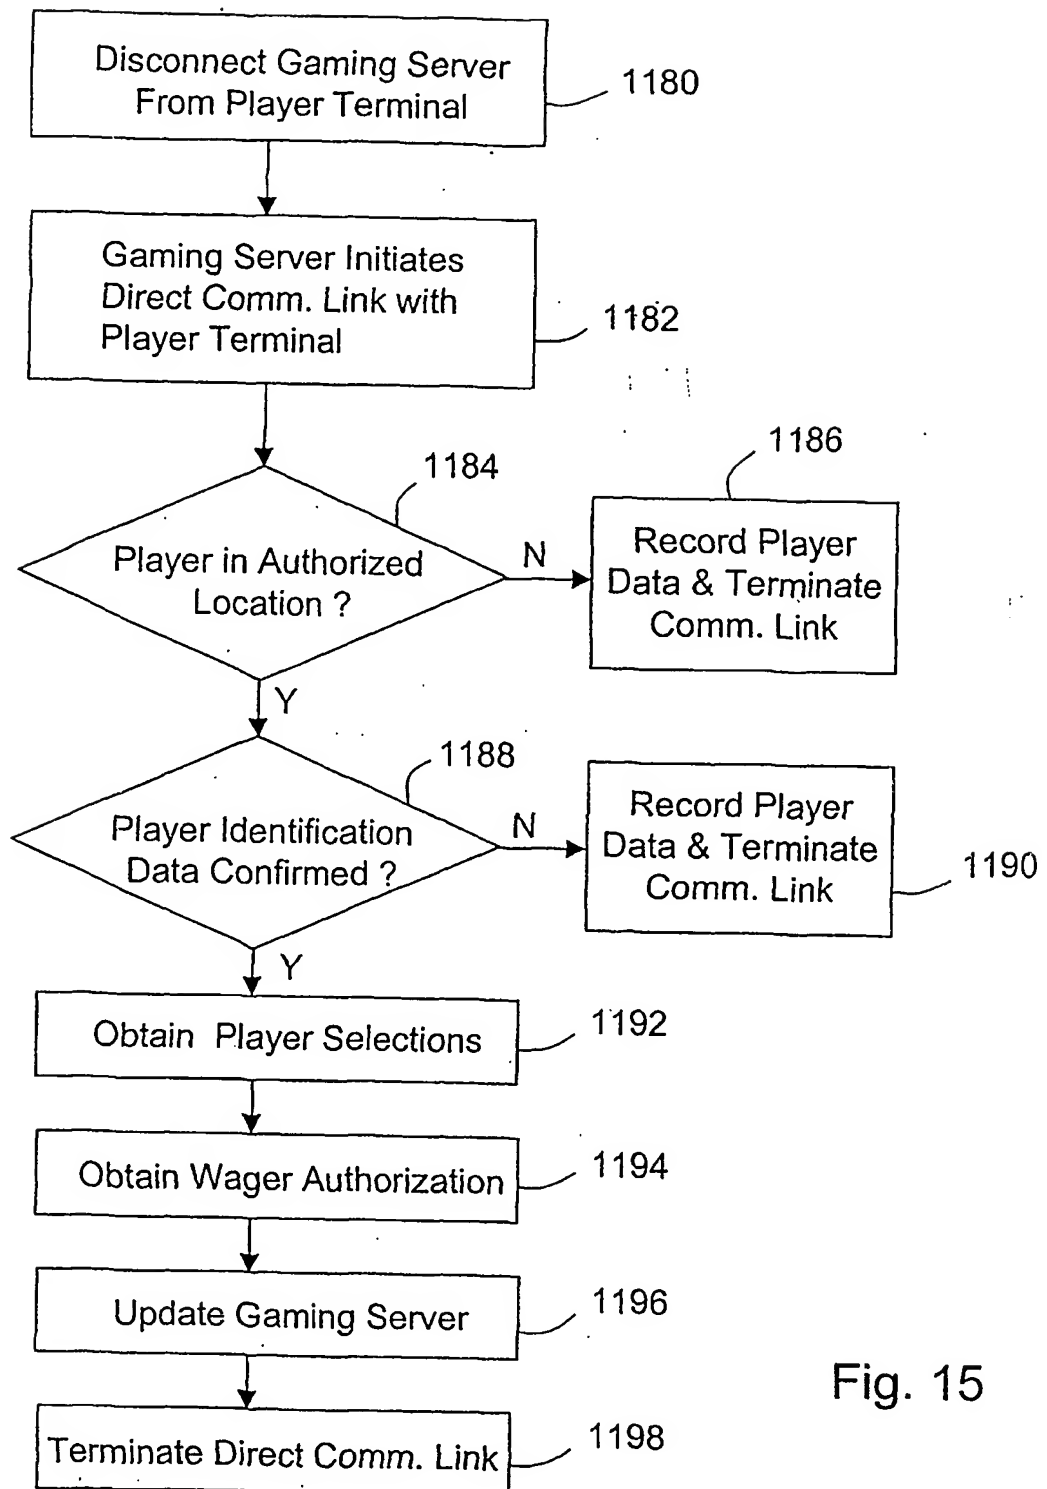 Disconnect Gaming Server
From Player Terminal
1180
Gaming Server Initiates
Direct Comm. Link with
Player Terminal
1182
1184
Player in Authorized
Location ?
N
1186
Record Player
Data & Terminate
Comm. Link
Y
1188
Player Identification
Data Confirmed ?
N
Record Player
Data & Terminate
Comm. Link
1190
Y
Obtain Player Selections
1192
Obtain Wager Authorization
1194
Update Gaming Server
1196
Terminate Direct Comm. Link
1198
Fig. 15